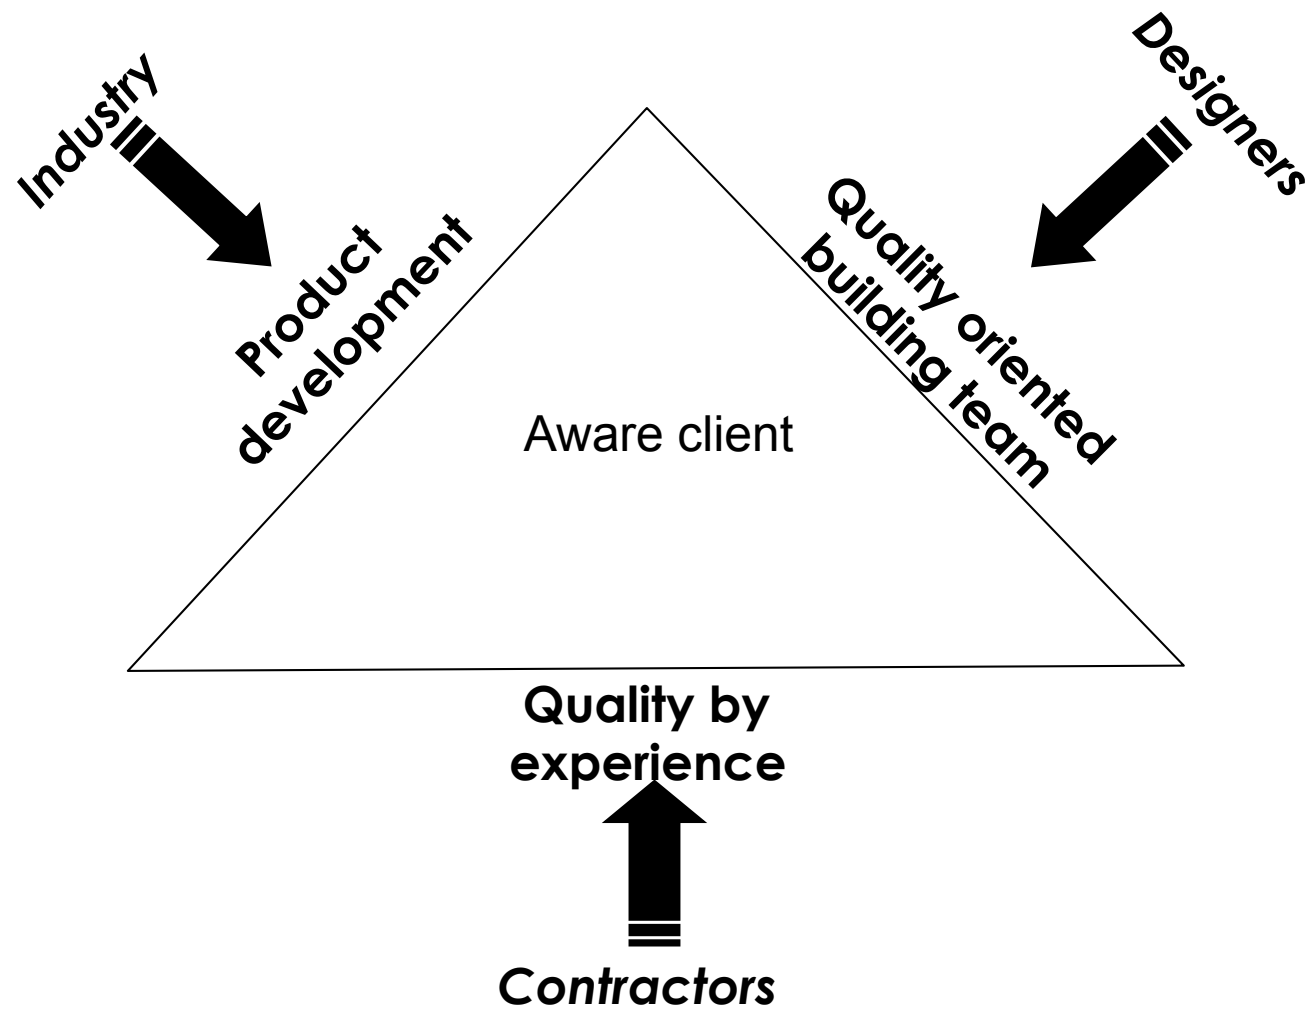 Industry
Designers
Product
development
Quality oriented
building team
Aware client
Quality by
experience
Contractors